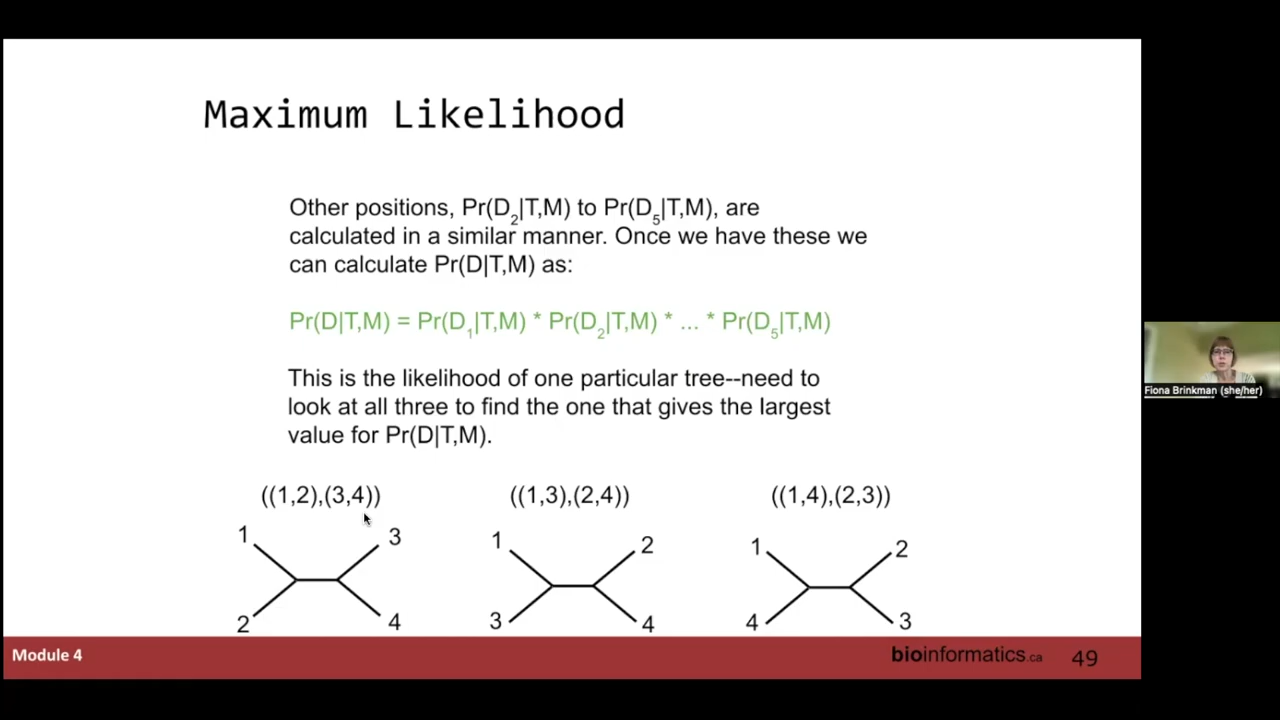 Maximum Likelihood
Other positions, Pr(D₂|T,M) to Pr(D₅|T,M), are
calculated in a similar manner. Once we have these we
can calculate Pr(D|T,M) as:
Pr(D|T,M) = Pr(D₁|T,M) * Pr(D₂|T,M) * ... * Pr(D₅|T,M)
This is the likelihood of one particular tree--need to
look at all three to find the one that gives the largest
value for Pr(D|T,M).
((1,2),(3,4))
1
3
2
4
((1,3),(2,4))
1
2
3
4
((1,4),(2,3))
1
2
4
3
Module 4
bioinformatics.ca
49
Fiona Brinkman (she/her)